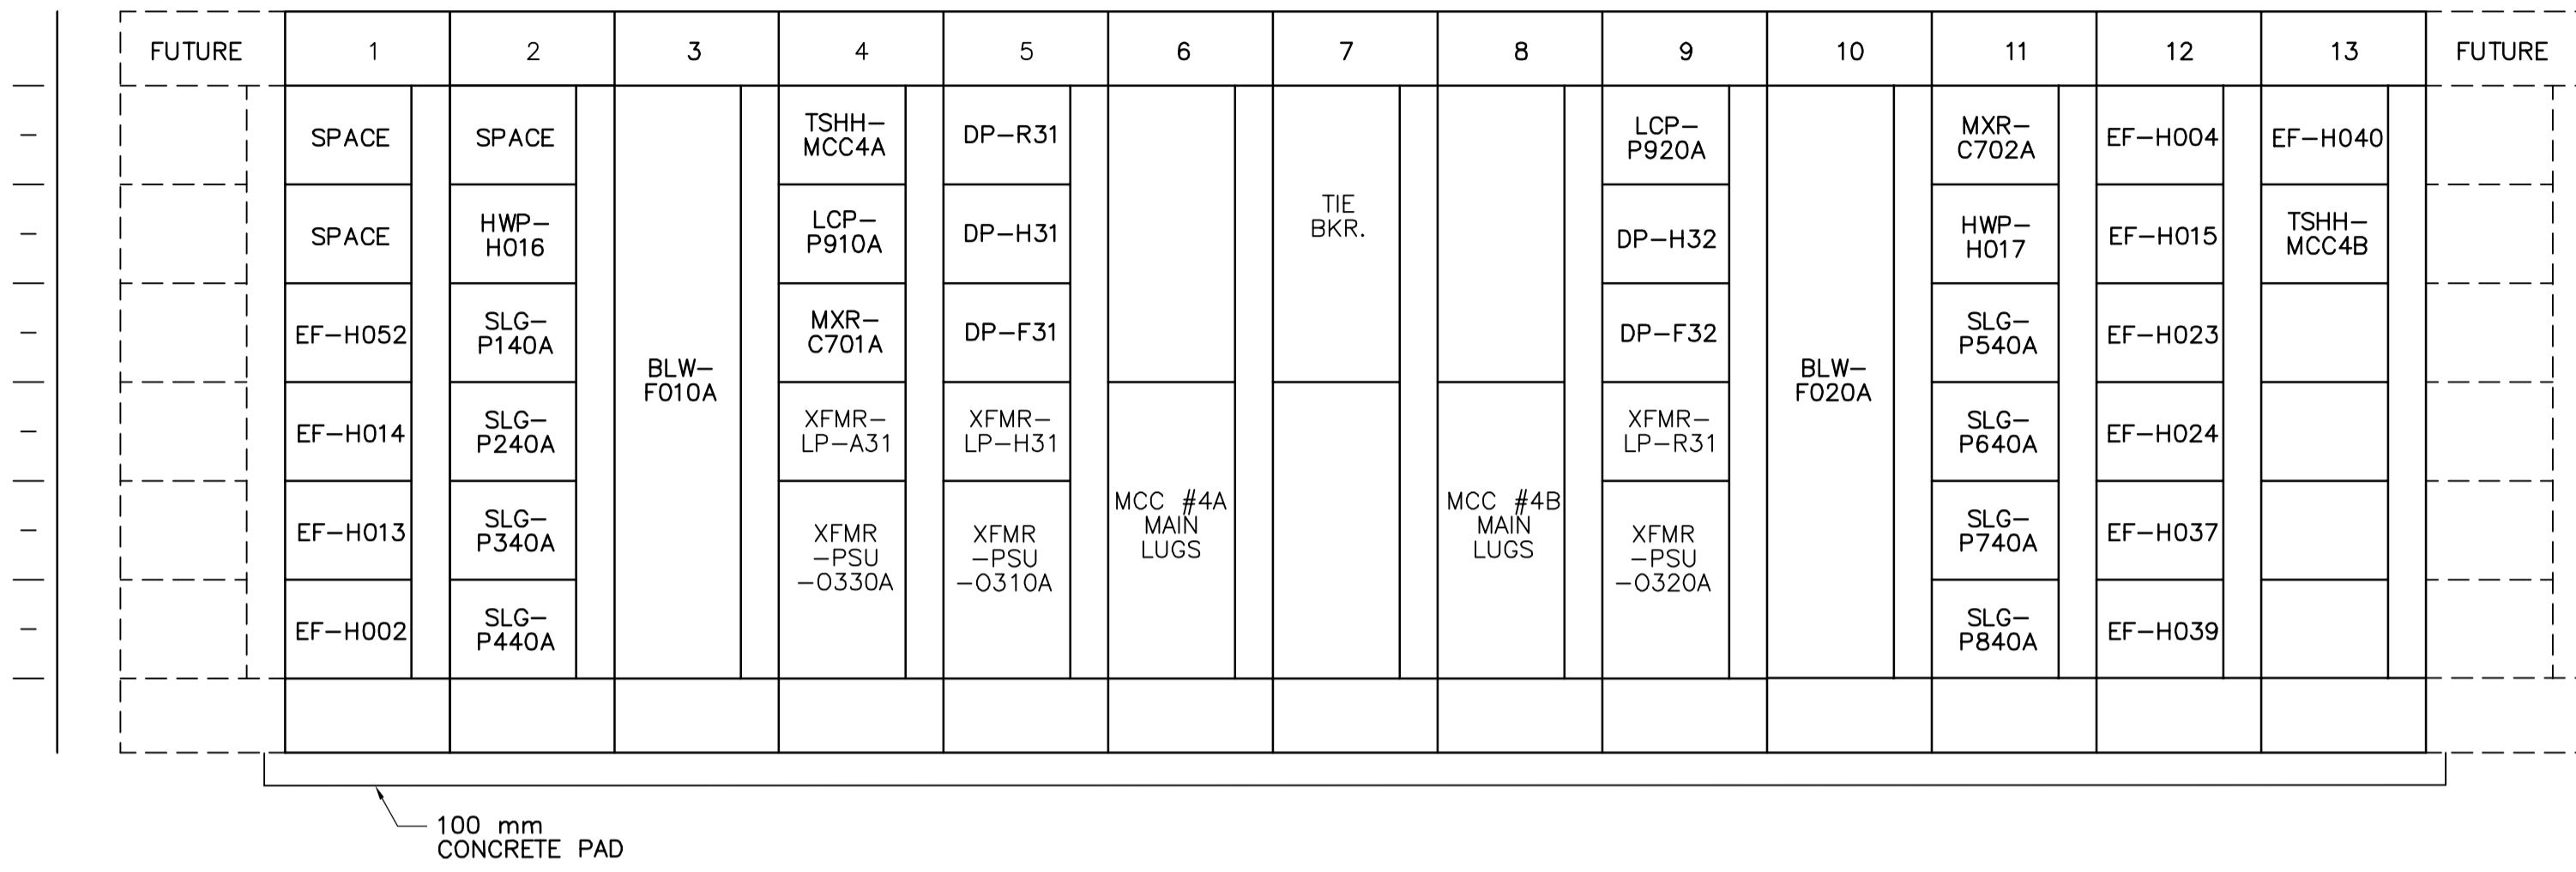 FUTURE
1
2
3
4
5
6
7
8
9
10
11
12
13
FUTURE
SPACE
SPACE
EF-H052
EF-H014
EF-H013
EF-H002
SPACE
HWP-
H016
SLG-
P140A
SLG-
P240A
SLG-
P340A
SLG-
P440A
BLW-
F010A
TSHH-
MCC4A
LCP-
P910A
MXR-
C701A
XFMR-
LP-A31
XFMR
-PSU
-0330A
DP-R31
DP-H31
DP-F31
XFMR-
LP-H31
XFMR
-PSU
-0310A
MCC #4A
MAIN
LUGS
TIE
BKR.
MCC #4B
MAIN
LUGS
LCP-
P920A
DP-H32
DP-F32
XFMR-
LP-R31
XFMR
-PSU
-0320A
BLW-
F020A
MXR-
C702A
HWP-
H017
SLG-
P540A
SLG-
P640A
SLG-
P740A
SLG-
P840A
EF-H004
EF-H015
EF-H023
EF-H024
EF-H037
EF-H039
EF-H040
TSHH-
MCC4B
100 mm
CONCRETE PAD